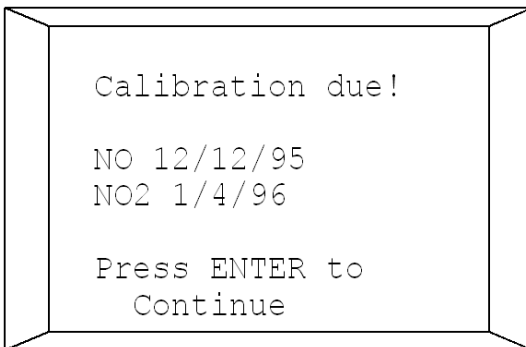 Calibration due!
NO 12/12/95
NO2 1/4/96
Press ENTER to
Continue